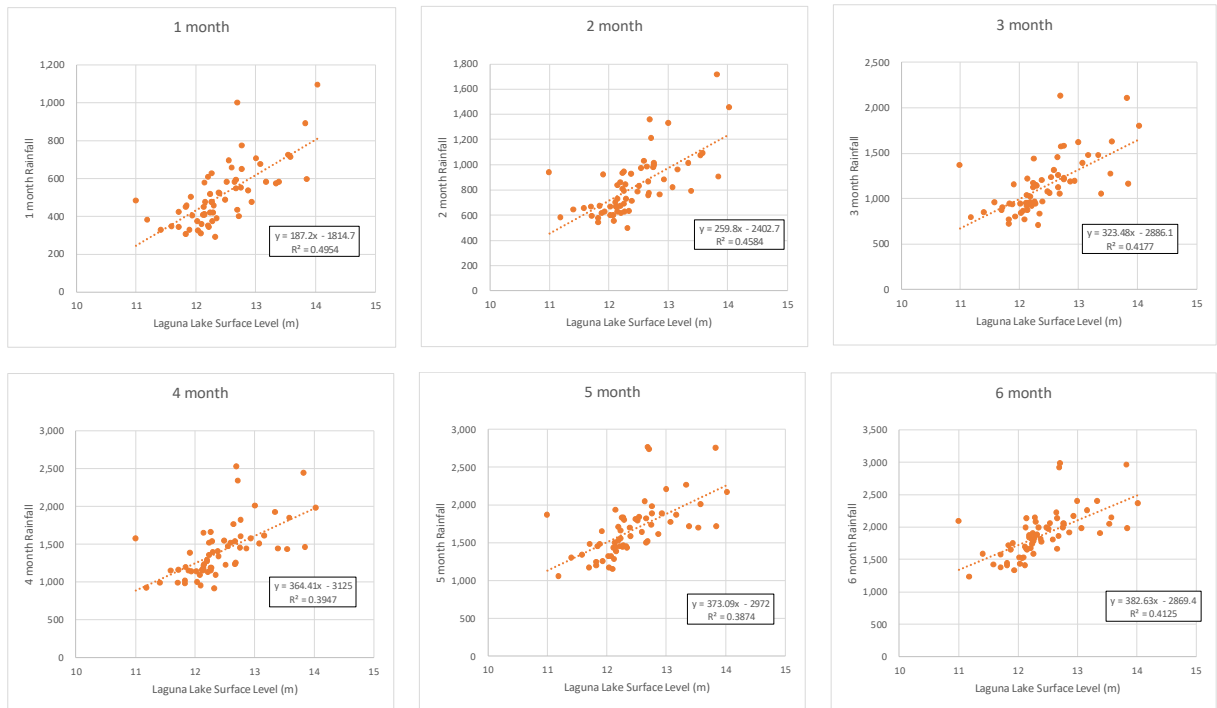 1 month
1 month Rainfall
1,200
1,000
800
600
400
200
0
10
11
12
13
14
15
Laguna Lake Surface Level (m)
y = 187.2x - 1814.7
R² = 0.4954
2 month
2 month Rainfall
1,800
1,600
1,400
1,200
1,000
800
600
400
200
0
10
11
12
13
14
15
Laguna Lake Surface Level (m)
y = 259.8x - 2402.7
R² = 0.4584
3 month
3 month Rainfall
2,500
2,000
1,500
1,000
500
0
10
11
12
13
14
15
Laguna Lake Surface Level (m)
y = 323.48x - 2886.1
R² = 0.4177
4 month
4 month Rainfall
3,000
2,500
2,000
1,500
1,000
500
0
10
11
12
13
14
15
Laguna Lake Surface Level (m)
y = 364.41x - 3125
R² = 0.3947
5 month
5 month Rainfall
3,000
2,500
2,000
1,500
1,000
500
0
10
11
12
13
14
15
Laguna Lake Surface Level (m)
y = 373.09x - 2972
R² = 0.3874
6 month
6 month Rainfall
3,500
3,000
2,500
2,000
1,500
1,000
500
0
10
11
12
13
14
15
Laguna Lake Surface Level (m)
y = 382.63x - 2869.4
R² = 0.4125